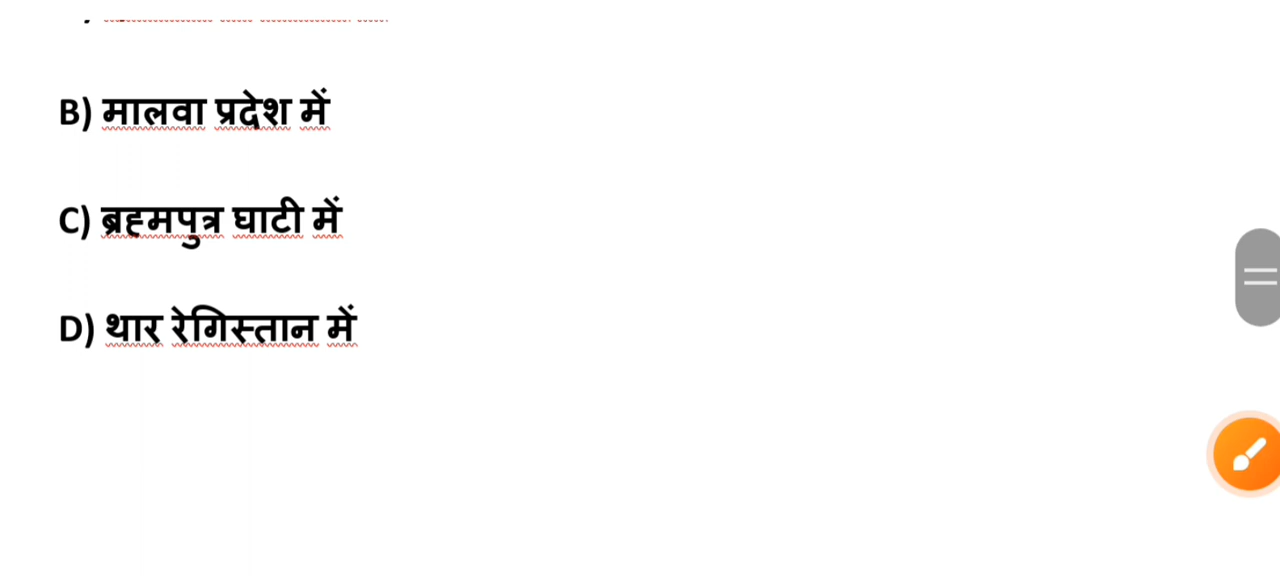 B) मालवा प्रदेश में
C) ब्रह्मपुत्र घाटी में
D) थार रेगिस्तान में